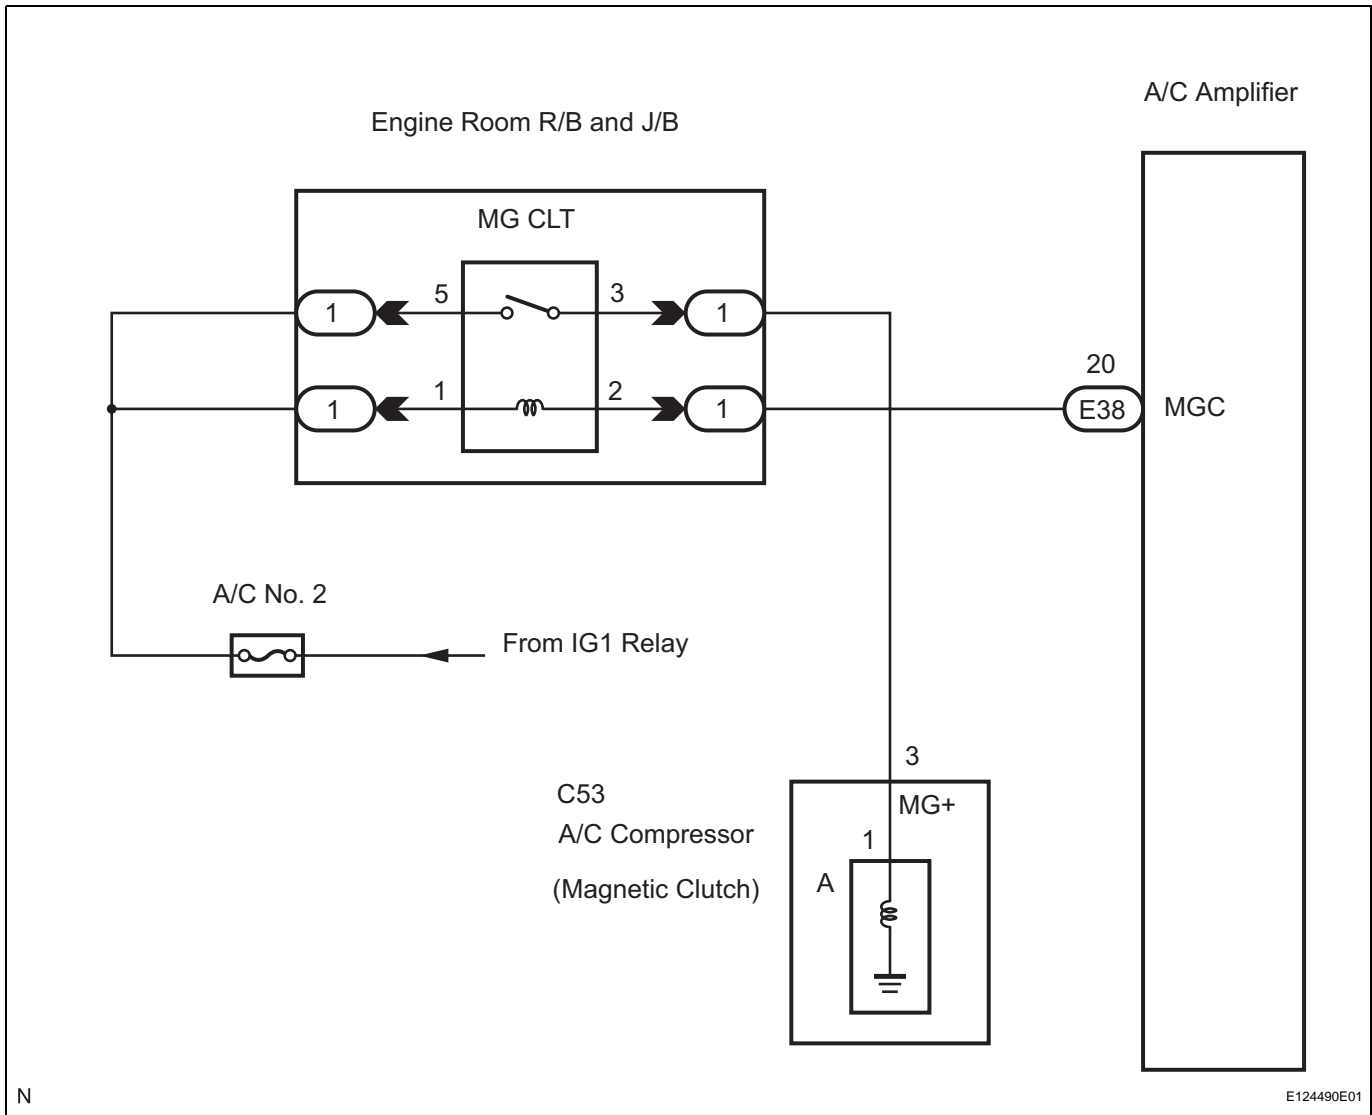 A/C Amplifier
Engine Room R/B and J/B
MG CLT
1
5
3
1
20
1
1
2
1
E38
MGC
A/C No. 2
From IG1 Relay
3
C53
MG+
A/C Compressor
1
(Magnetic Clutch)
A
N
E124490E01